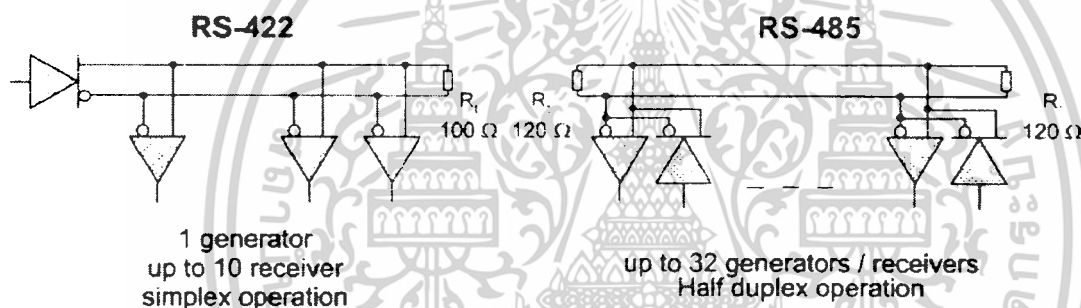 RS-422
RS-485
Rt
100 Ω
R.
120 Ω
R.
120 Ω
1 generator
up to 10 receiver
simplex operation
up to 32 generators / receivers
Half duplex operation